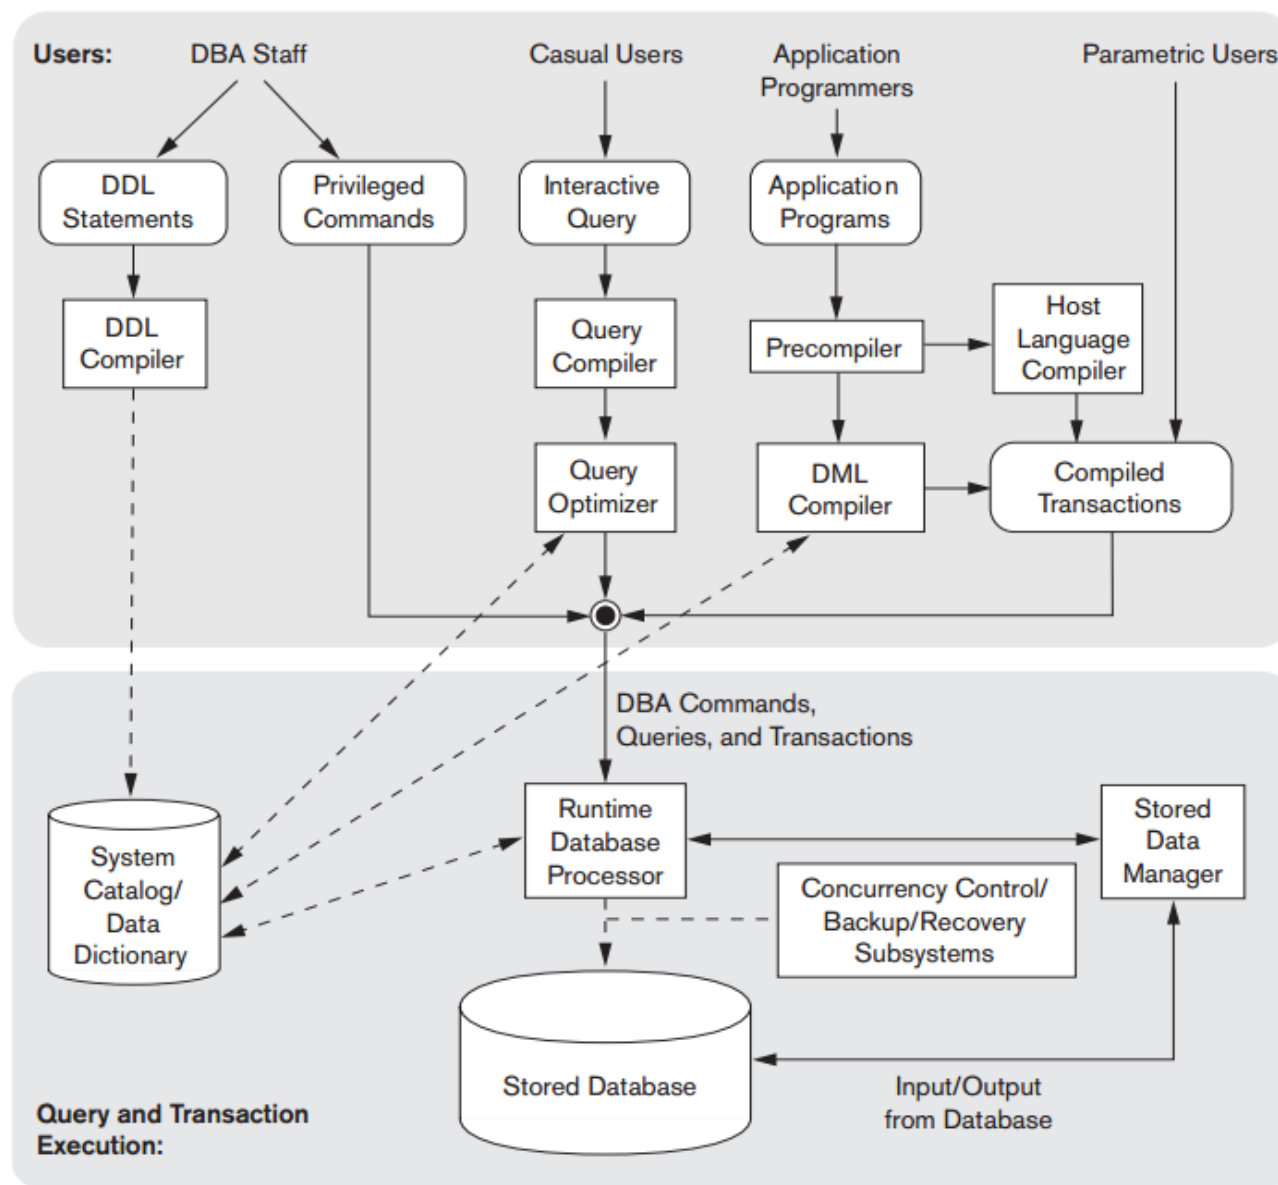 Users:
DBA Staff
Casual Users
Application
Programmers
Parametric Users
DDL
Statements
Privileged
Commands
Interactive
Query
Application
Programs
DDL
Compiler
Query
Compiler
Precompiler
Host
Language
Compiler
Query
Optimizer
DML
Compiler
Compiled
Transactions
DBA Commands,
Queries, and Transactions
System
Catalog/
Data
Dictionary
Runtime
Database
Processor
Stored
Data
Manager
Concurrency Control/
Backup/Recovery
Subsystems
Stored Database
Input/Output
from Database
Query and Transaction
Execution: